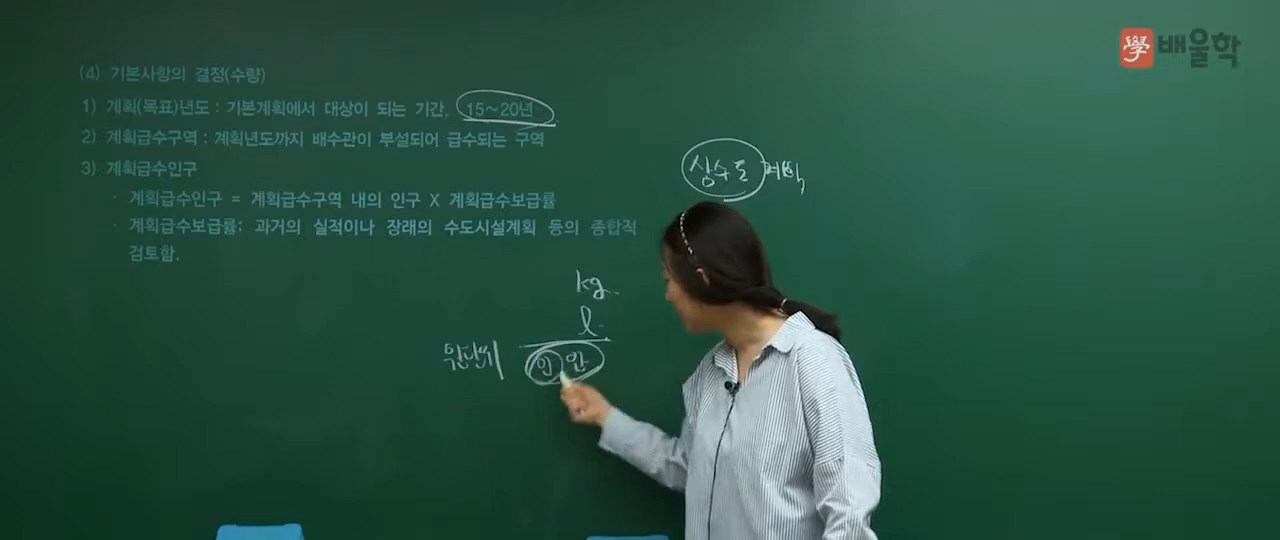 學 배울학
(4) 기본사항의 결정(수량)
1) 계획(목표)년도 : 기본계획에서 대상이 되는 기간, 15~20년
2) 계획급수구역 : 계획년도까지 배수관이 부설되어 급수되는 구역
3) 계획급수인구
· 계획급수인구 = 계획급수구역 내의 인구 X 계획급수보급률
· 계획급수보급률: 과거의 실적이나 장래의 수도시설계획 등의 종합적
검토함.
상수도 계획
kg
l
원단위 인